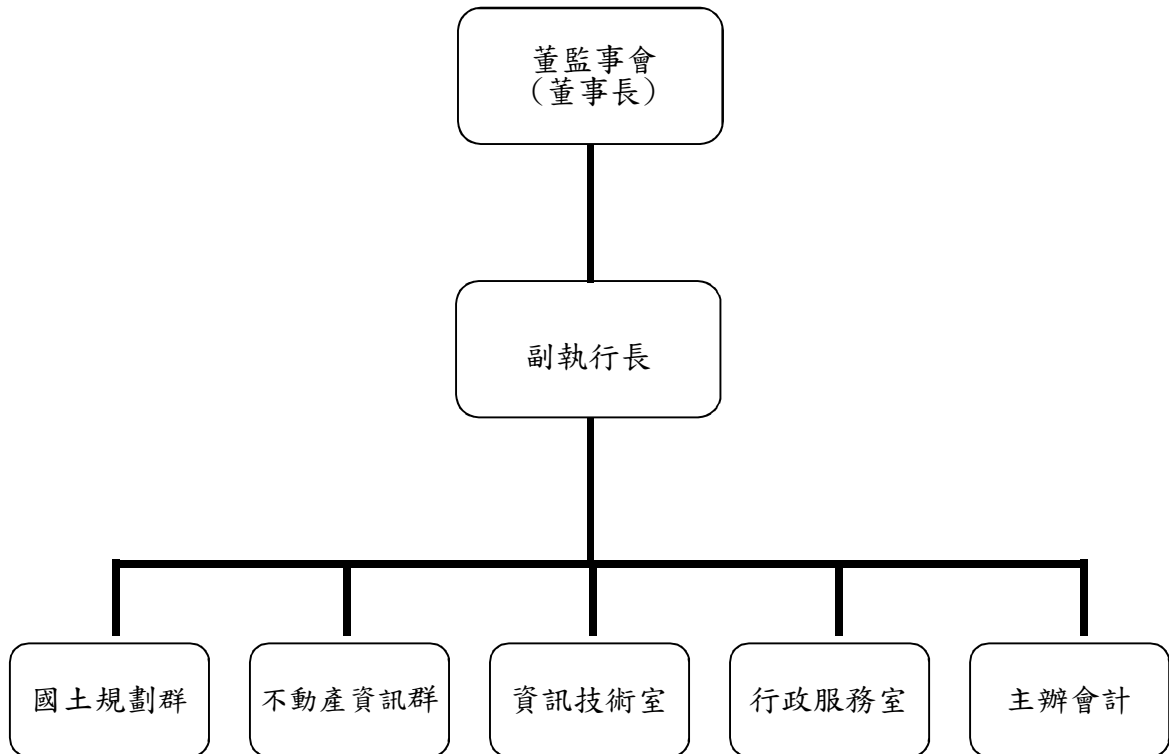 董監事會
(董事長)
副執行長
國土規劃群
不動產資訊群
資訊技術室
行政服務室
主辦會計